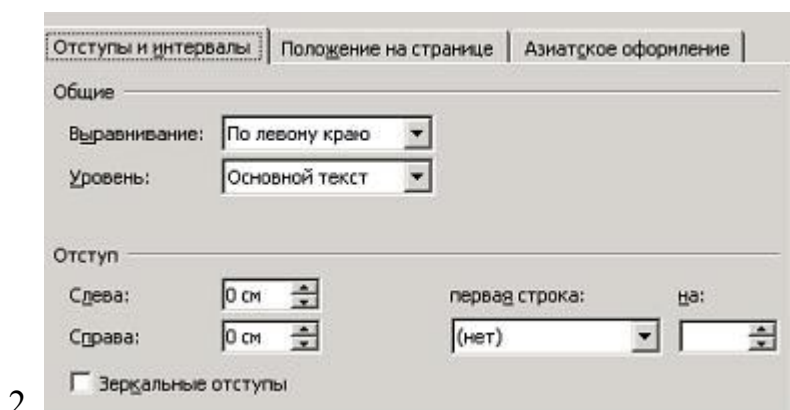 Отступы и интервалы Положение на странице Азиатское оформление
Общие
Выравнивание: По левому краю
Уровень: Основной текст
Отступ
Слева: 0 см первая строка: на:
Справа: 0 см (нет)
Зеркальные отступы
2